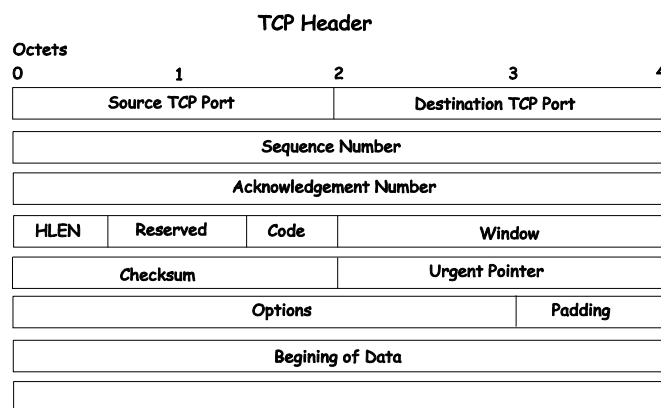 TCP Header
Octets
0 1 2 3 4
Source TCP Port Destination TCP Port
Sequence Number
Acknowledgement Number
HLEN Reserved Code Window
Checksum Urgent Pointer
Options Padding
Begining of Data